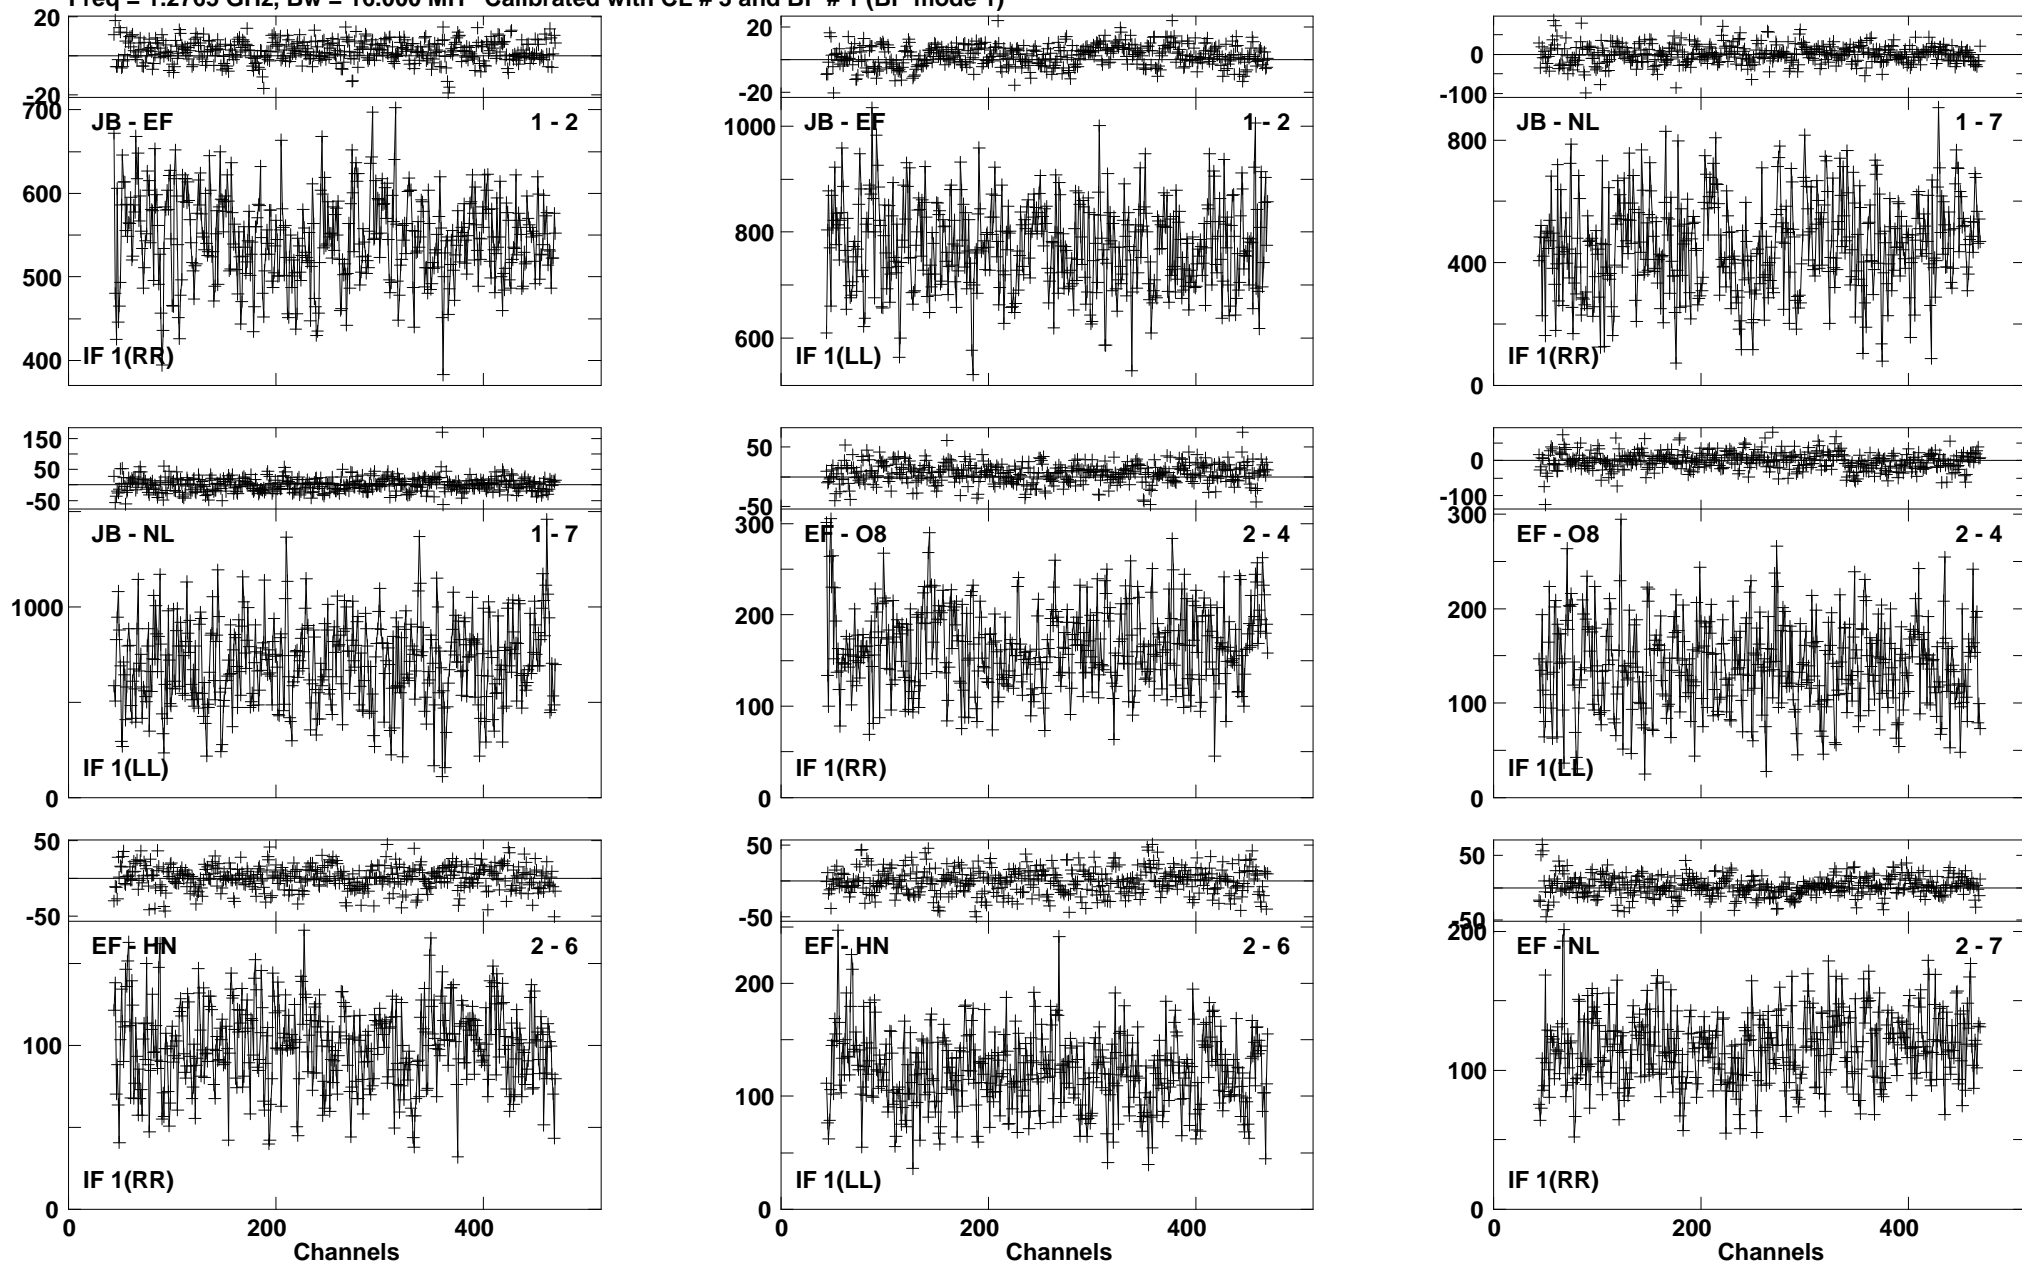 Freq = 1.2765 GHz, Bw = 16.000 MH Calibrated with CL # 3 and BP # 1 (BP mode 1)
20
-20
700
600
500
400
JB - EF 1 - 2
IF 1(RR)
20
0
-20
1000
800
600
JB - EF 1 - 2
IF 1(LL)
0
-100
800
400
0
JB - NL 1 - 7
IF 1(RR)
150
50
-50
1000
0
JB - NL 1 - 7
IF 1(LL)
50
-50
300
200
100
0
EF - O8 2 - 4
IF 1(RR)
0
-100
300
200
100
0
EF - O8 2 - 4
IF 1(LL)
50
-50
100
0
EF - HN 2 - 6
IF 1(RR)
0 200 400
Channels
50
-50
200
100
0
EF - HN 2 - 6
IF 1(LL)
0 200 400
Channels
50
-50
200
100
0
EF - NL 2 - 7
IF 1(RR)
0 200 400
Channels